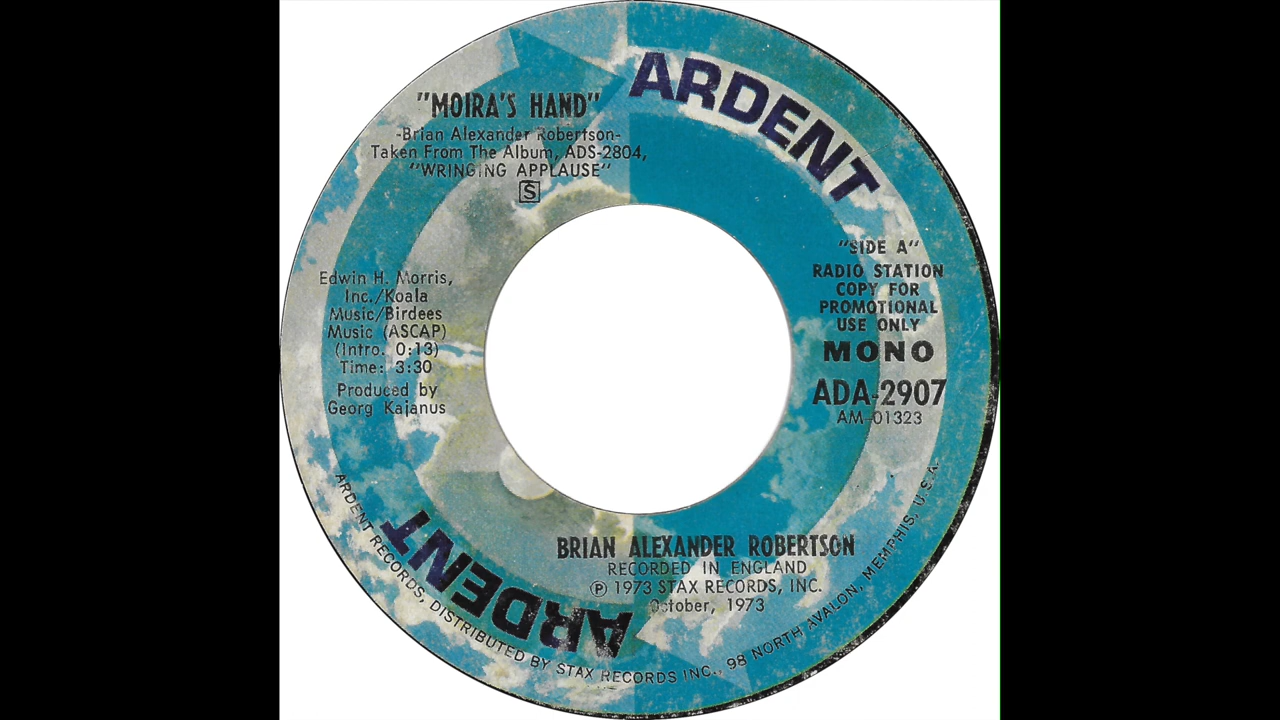 ARDENT
"MOIRA'S HAND"
-Brian Alexander Robertson-
Taken From The Album, ADS-2804,
"WRINGING APPLAUSE"
S
"SIDE A"
RADIO STATION
COPY FOR
PROMOTIONAL
USE ONLY
MONO
ADA-2907
AM-01323
Edwin H. Morris,
Inc./Koala
Music/Birdees
Music (ASCAP)
(Intro. 0:13)
Time: 3:30
Produced by
Georg Kajanus
BRIAN ALEXANDER ROBERTSON
RECORDED IN ENGLAND
℗ 1973 STAX RECORDS, INC.
October, 1973
ARDENT
ARDENT RECORDS, DISTRIBUTED BY STAX RECORDS INC., 98 NORTH AVALON, MEMPHIS, U.S.A.